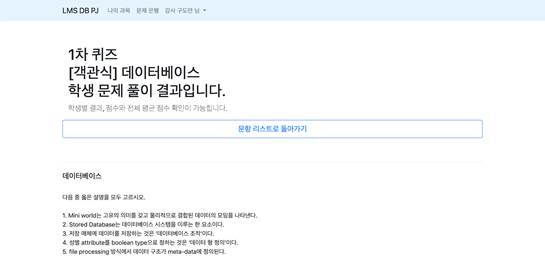 LMS DB PJ 나의 과목 문제 은행 강사 구도연 님
1차 퀴즈
[객관식] 데이터베이스
학생 문제 풀이 결과입니다.
학생별 결과, 점수와 전체 평균 점수 확인이 가능합니다.
문항 리스트로 돌아가기
데이터베이스
다음 중 옳은 설명을 모두 고르시오.
1. Mini world는 고유의 의미를 갖고 물리적으로 결합된 데이터의 모임을 나타낸다.
2. Stored Database는 데이터베이스 시스템을 이루는 한 요소이다.
3. 저장 매체에 데이터를 저장하는 것은 '데이터베이스 조작'이다.
4. 성별 attribute를 boolean type으로 정하는 것은 '데이터 형 정의'이다.
5. file processing 방식에서 데이터 구조가 meta-data에 정의된다.